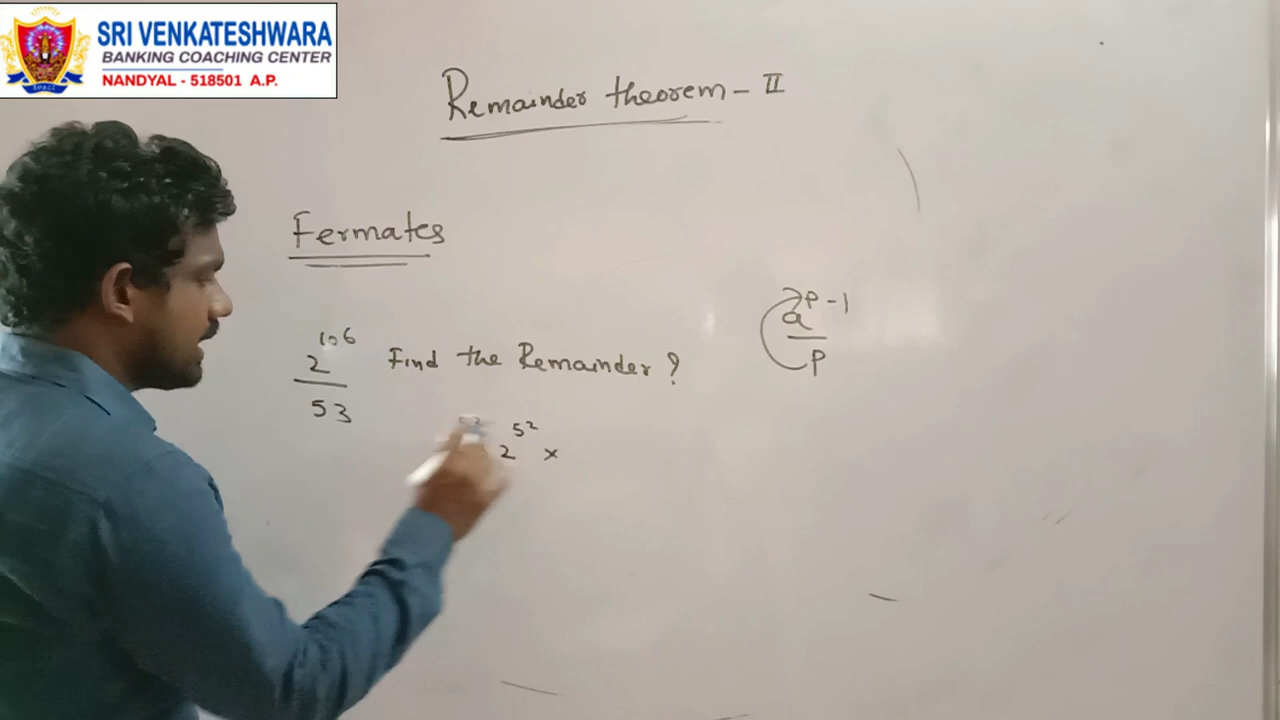 SRI VENKATESHWARA
BANKING COACHING CENTER
NANDYAL - 518501 A.P.
Remainder theorem - II
Fermates
2^106 / 53 Find the Remainder ?
a^p-1 / p
2^52 x